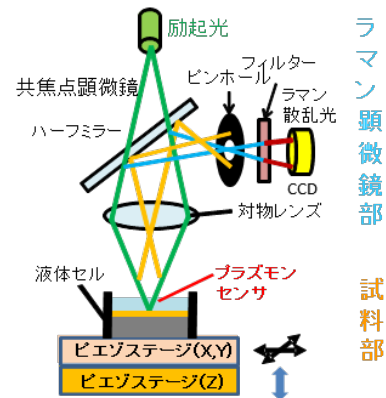 励起光
共焦点顕微鏡
ハーフミラー
フィルター
ピンホール
ラマン
散乱光
CCD
対物レンズ
液体セル
プラズモン
センサ
ピエゾステージ(X,Y)
ピエゾステージ(Z)
ラマン顕微鏡部
試料部